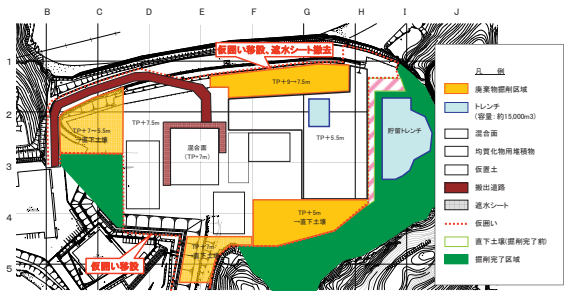 B C D E F G H I J
1
2
3
4
5
仮囲い移設、遮水シート撤去
TP+9→7.5m
TP+7~5.5m
→直下土壌
TP+7.5m
混合面
(TP+7m)
TP+5.5m
貯留トレンチ
TP+5m
→直下土壌
→直下土壌
仮囲い移設
凡 例
廃棄物掘削区域
トレンチ
(容量:約15,000m3)
混合面
均質化物用堆積物
仮置土
搬出道路
遮水シート
仮囲い
直下土壌(掘削完了前)
掘削完了区域